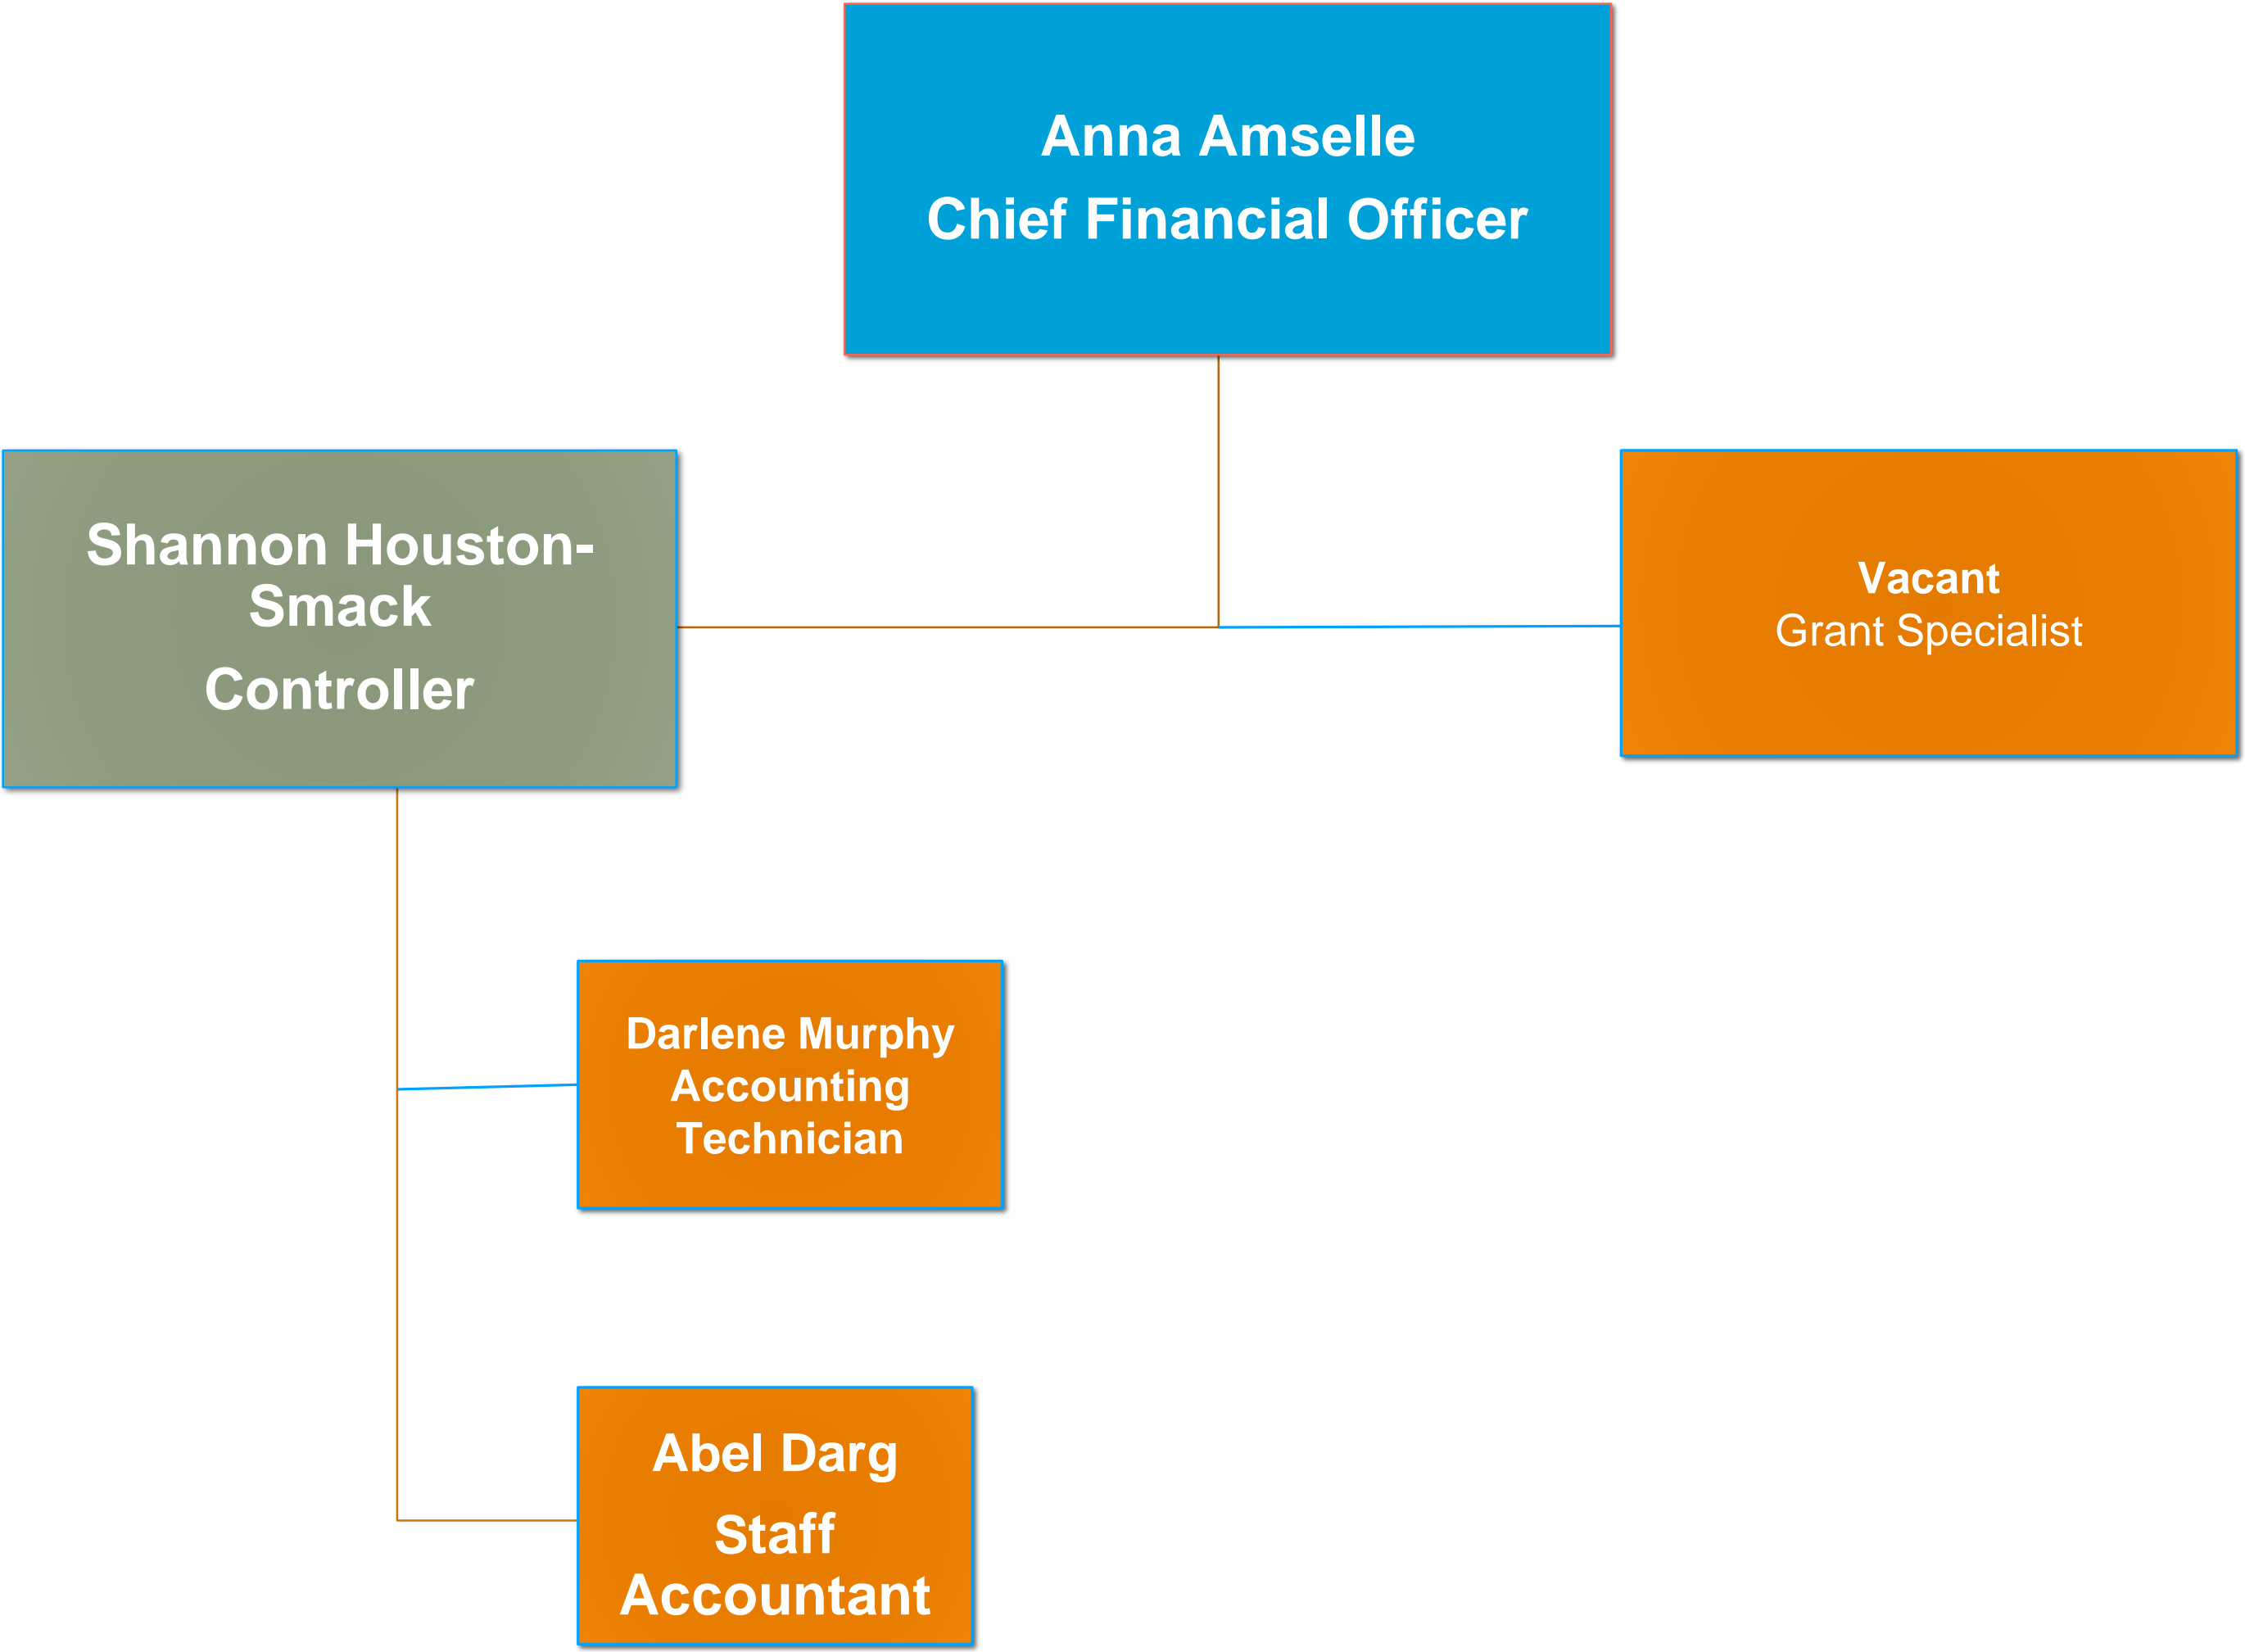 Anna Amselle
Chief Financial Officer
Shannon Houston-
Smack
Controller
Vacant
Grant Specialist
Darlene Murphy
Accounting
Technician
Abel Darg
Staff
Accountant